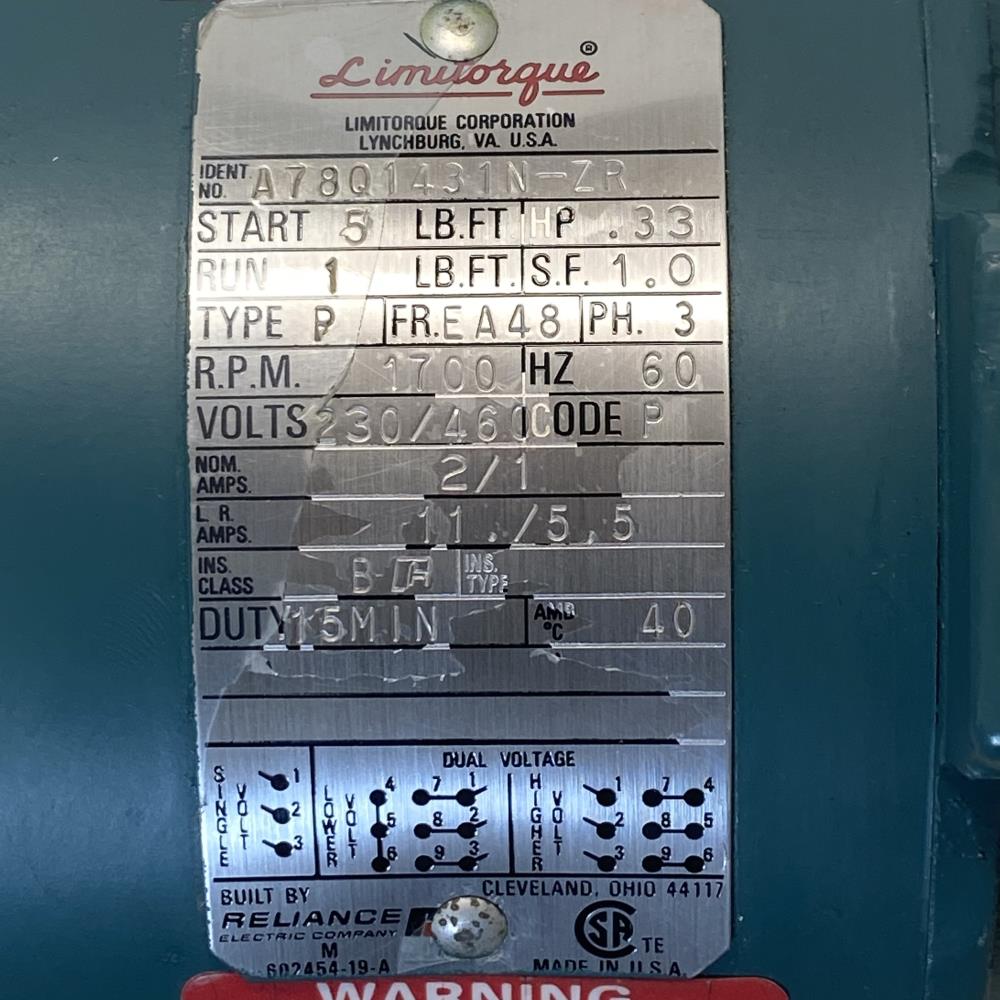 Limitorque®
LIMITORQUE CORPORATION
LYNCHBURG, VA. U.S.A.
IDENT. NO. A78Q1431N-ZR
START 5 LB.FT HP .33
RUN 1 LB.FT. S.F. 1.0
TYPE P FR. EA48 PH. 3
R.P.M. 1700 HZ 60
VOLTS 230/460 CODE P
NOM. AMPS. 2/1
L.R. AMPS. 11./5.5
INS. CLASS B INS. TYPE
DUTY 15MIN AMB °C 40
DUAL VOLTAGE
SINGLE VOLT 1 2 3
LOWER VOLT 4 7 1 5 8 2 6 9 3
HIGHER VOLT 1 7 4 2 8 5 3 9 6
BUILT BY CLEVELAND, OHIO 44117
RELIANCE
ELECTRIC COMPANY
M
602454-19-A
SA TE
MADE IN U.S.A.
WARNING